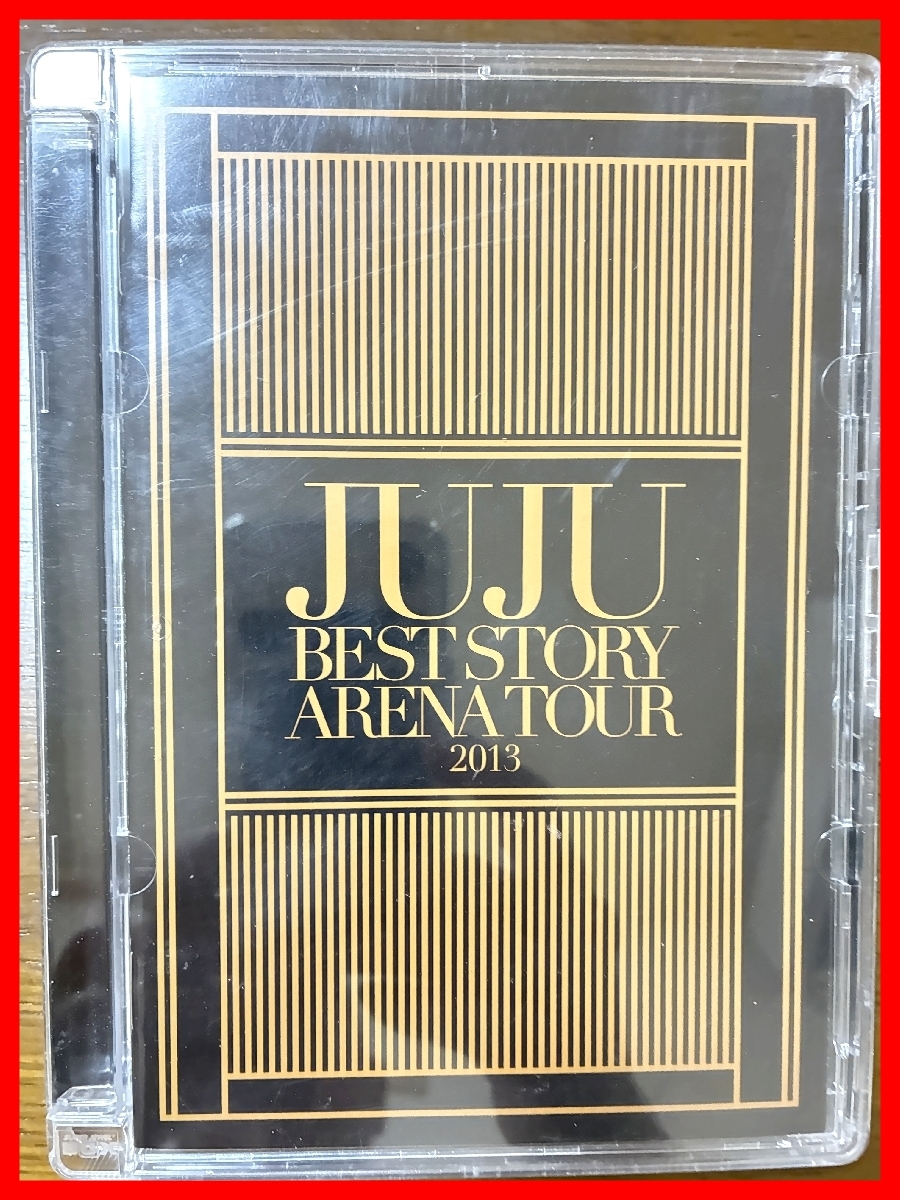 JUJU
BEST STORY
ARENA TOUR
2013